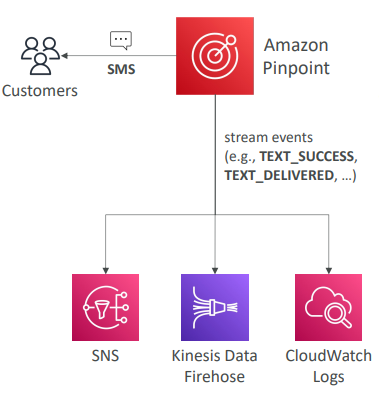 Amazon
Pinpoint
SMS
Customers
stream events
(e.g., TEXT_SUCCESS,
TEXT_DELIVERED, ...)
SNS
Kinesis Data
Firehose
CloudWatch
Logs